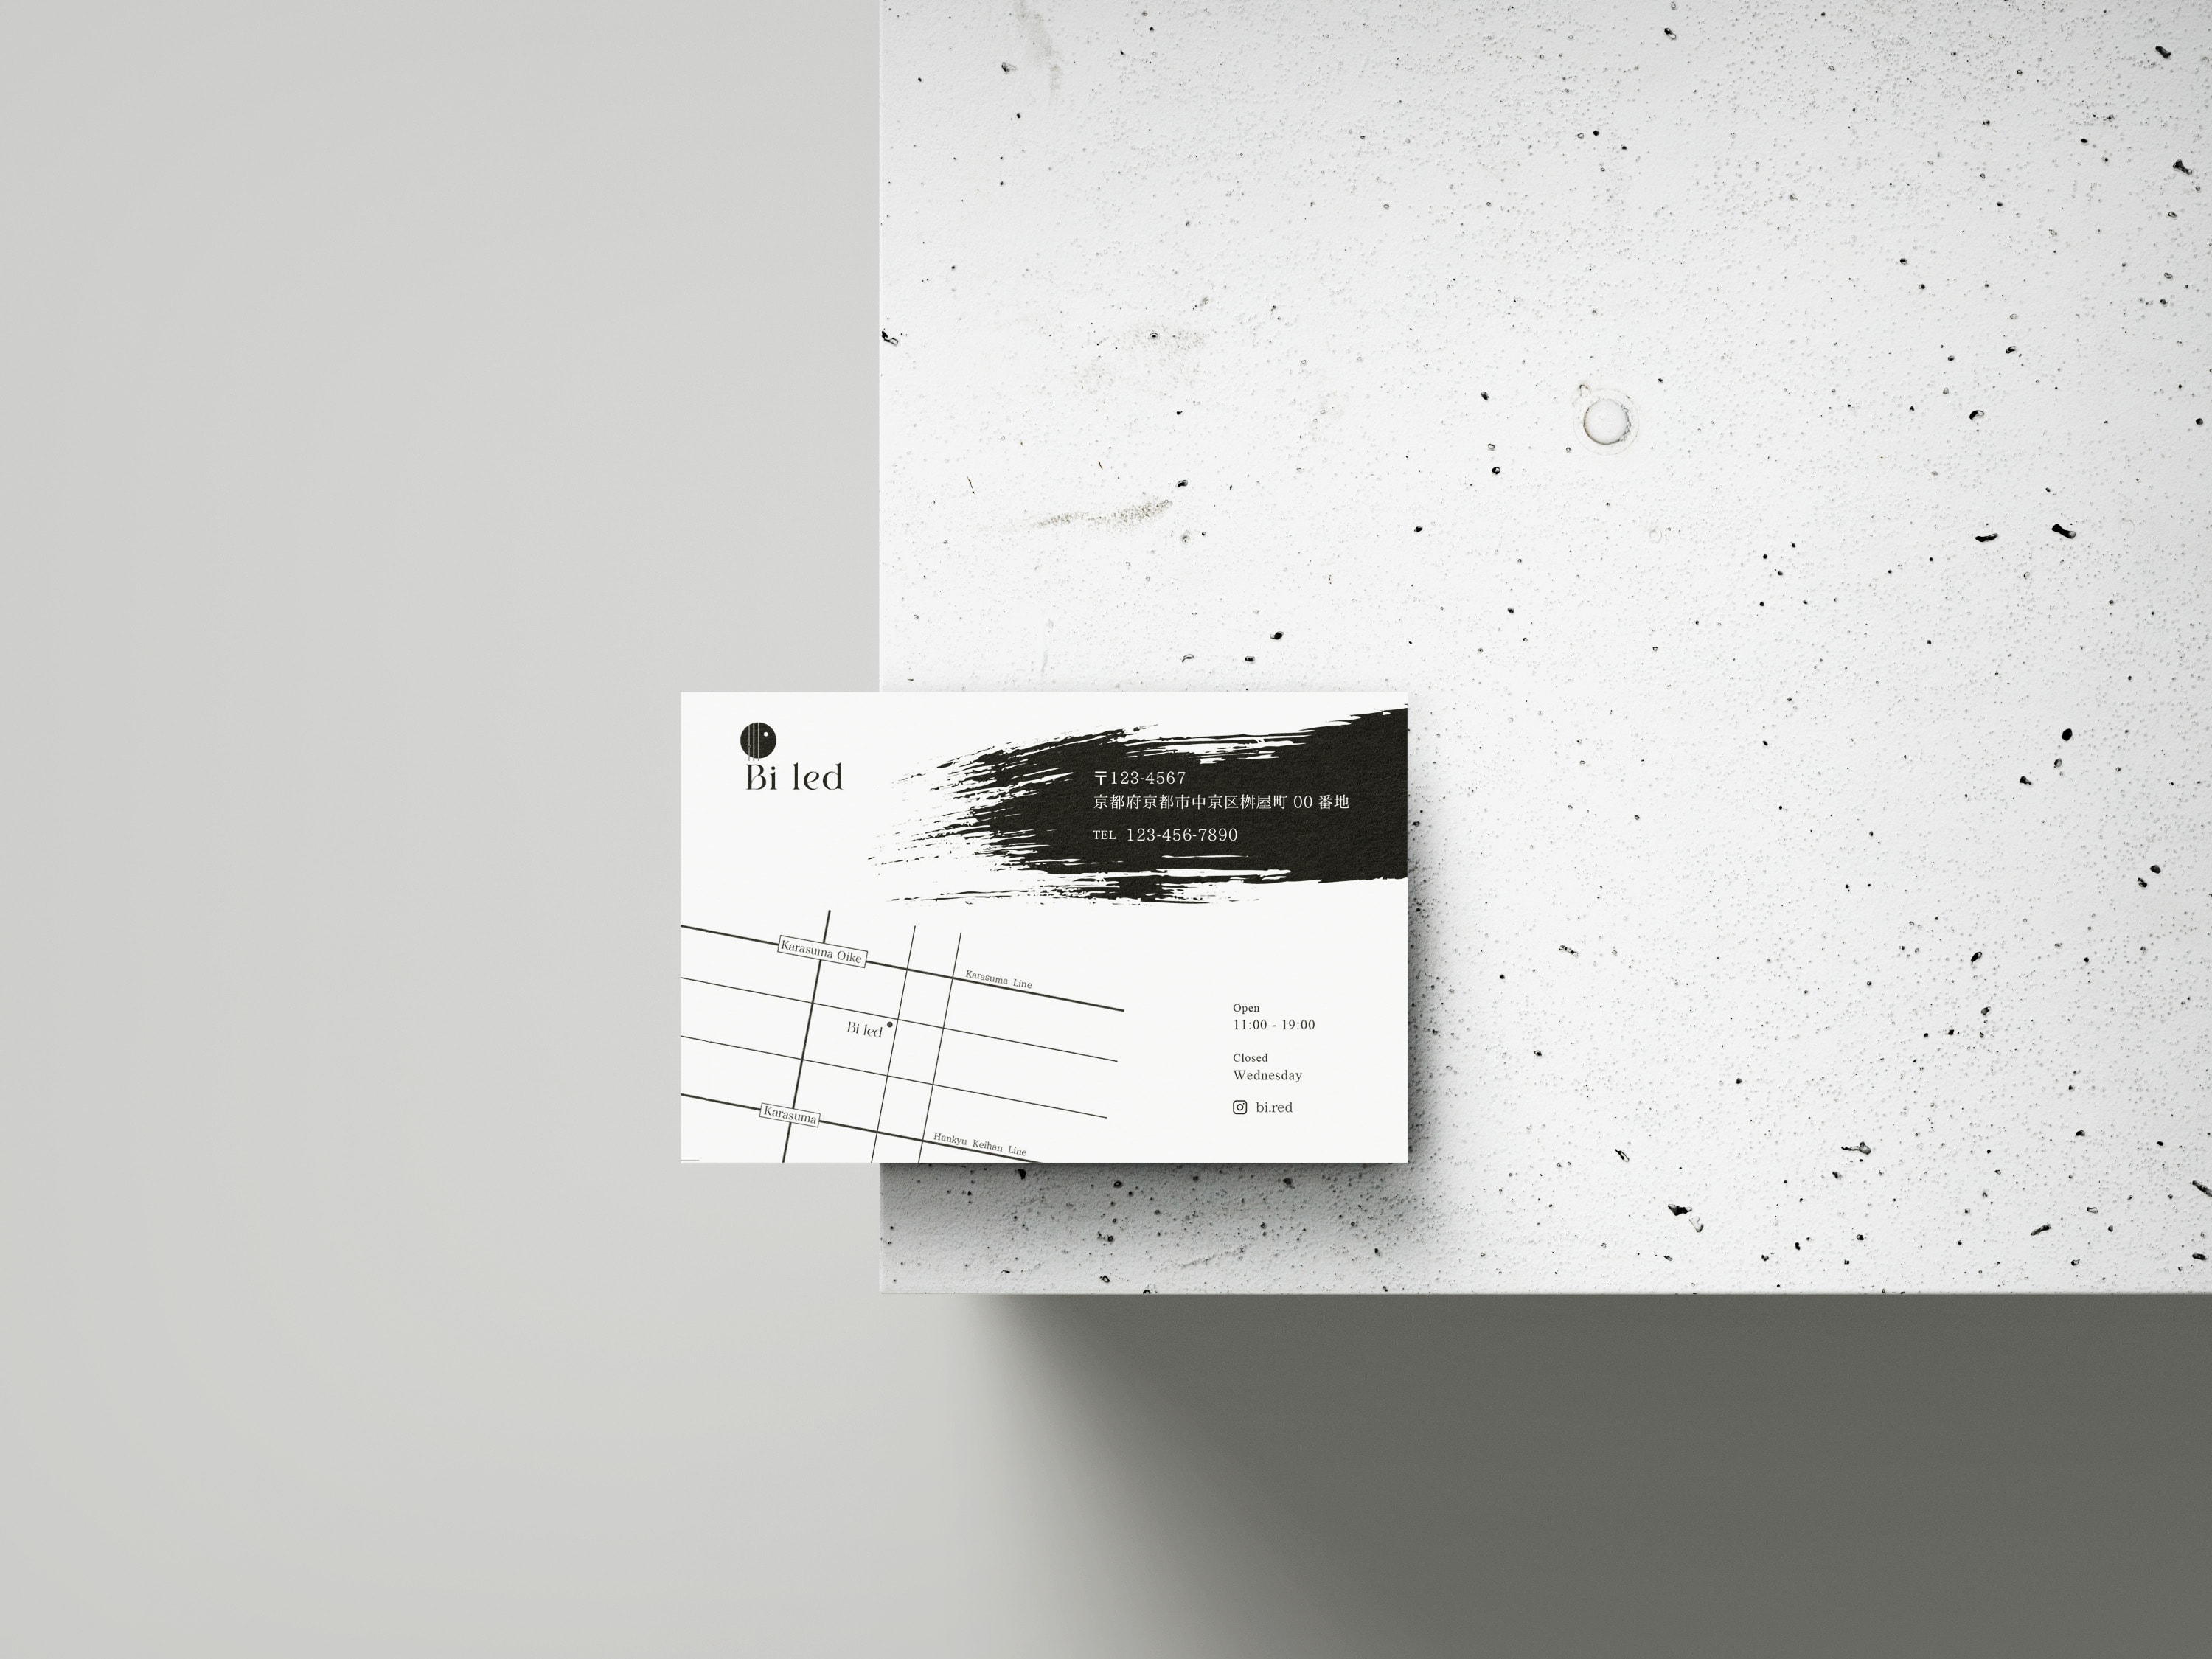 Bi led
〒123-4567
京都府京都市中京区桝屋町 00 番地
TEL 123-456-7890
Karasuma Oike
Karasuma Line
Bi led
Karasuma
Hankyu Keihan Line
Open
11:00 - 19:00
Closed
Wednesday
bi.red